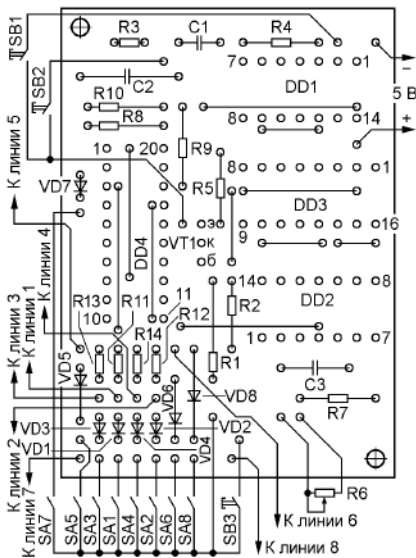 SB1
R3
C1
R4
7
1
–
SB2
C2
DD1
5 В
R10
R8
8
14
+
К линии 5
1
20
R9
8
1
VD7
R5
DD3
VT1
э
к
б
9
16
К линии 4
DD4
14
8
К линии 3
К линии 1
R13
10
R11
11
R12
R2
DD2
R14
1
7
VD5
R1
C3
VD6
VD8
R7
VD3
VD2
К линии 2
VD1
VD4
К линии 7
R6
SA7
SA5
SA3
SA1
SA4
SA2
SA6
SA8
SB3
К линии 6
К линии 8